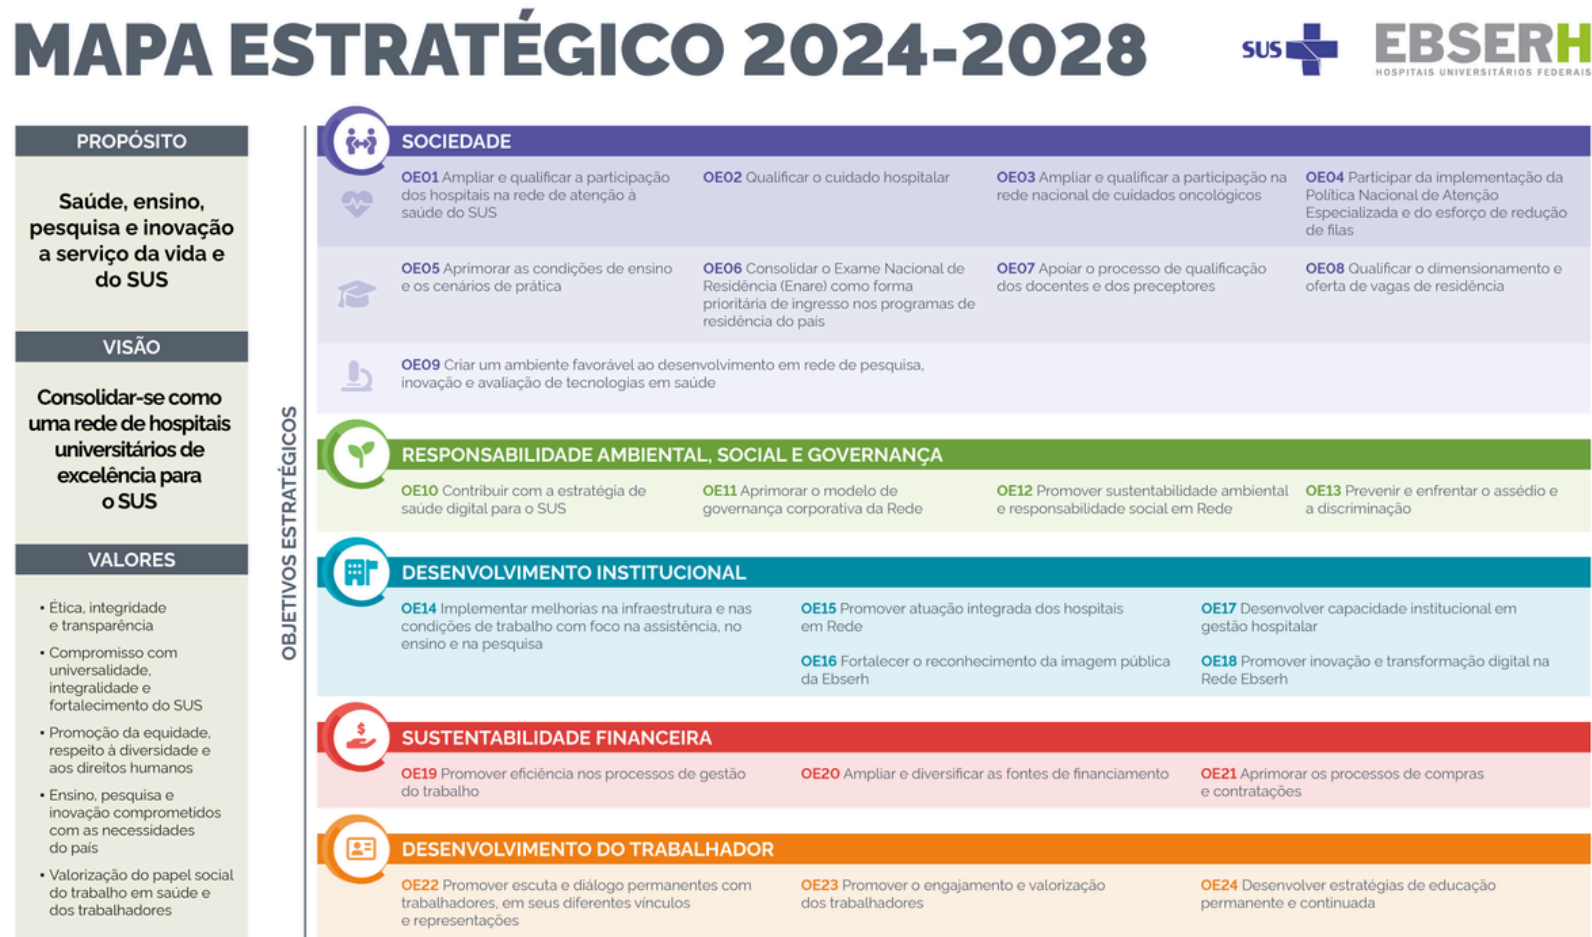 MAPA ESTRATÉGICO 2024-2028
SUS
EBSERH
HOSPITAIS UNIVERSITÁRIOS FEDERAIS
PROPÓSITO
Saúde, ensino,
pesquisa e inovação
a serviço da vida e
do SUS
VISÃO
Consolidar-se como
uma rede de hospitais
universitários de
excelência para
o SUS
VALORES
• Ética, integridade
e transparência
• Compromisso com
universalidade,
integralidade e
fortalecimento do SUS
• Promoção da equidade,
respeito à diversidade e
aos direitos humanos
• Ensino, pesquisa e
inovação comprometidos
com as necessidades
do país
• Valorização do papel social
do trabalho em saúde e
dos trabalhadores
OBJETIVOS ESTRATÉGICOS
SOCIEDADE
OE01 Ampliar e qualificar a participação
dos hospitais na rede de atenção à
saúde do SUS
OE02 Qualificar o cuidado hospitalar
OE03 Ampliar e qualificar a participação na
rede nacional de cuidados oncológicos
OE04 Participar da implementação da
Política Nacional de Atenção
Especializada e do esforço de redução
de filas
OE05 Aprimorar as condições de ensino
e os cenários de prática
OE06 Consolidar o Exame Nacional de
Residência (Enare) como forma
prioritária de ingresso nos programas de
residência do país
OE07 Apoiar o processo de qualificação
dos docentes e dos preceptores
OE08 Qualificar o dimensionamento e
oferta de vagas de residência
OE09 Criar um ambiente favorável ao desenvolvimento em rede de pesquisa,
inovação e avaliação de tecnologias em saúde
RESPONSABILIDADE AMBIENTAL, SOCIAL E GOVERNANÇA
OE10 Contribuir com a estratégia de
saúde digital para o SUS
OE11 Aprimorar o modelo de
governança corporativa da Rede
OE12 Promover sustentabilidade ambiental
e responsabilidade social em Rede
OE13 Prevenir e enfrentar o assédio e
a discriminação
DESENVOLVIMENTO INSTITUCIONAL
OE14 Implementar melhorias na infraestrutura e nas
condições de trabalho com foco na assistência, no
ensino e na pesquisa
OE15 Promover atuação integrada dos hospitais
em Rede
OE16 Fortalecer o reconhecimento da imagem pública
da Ebserh
OE17 Desenvolver capacidade institucional em
gestão hospitalar
OE18 Promover inovação e transformação digital na
Rede Ebserh
SUSTENTABILIDADE FINANCEIRA
$
OE19 Promover eficiência nos processos de gestão
do trabalho
OE20 Ampliar e diversificar as fontes de financiamento
OE21 Aprimorar os processos de compras
e contratações
DESENVOLVIMENTO DO TRABALHADOR
OE22 Promover escuta e diálogo permanentes com
trabalhadores, em seus diferentes vínculos
e representações
OE23 Promover o engajamento e valorização
dos trabalhadores
OE24 Desenvolver estratégias de educação
permanente e continuada